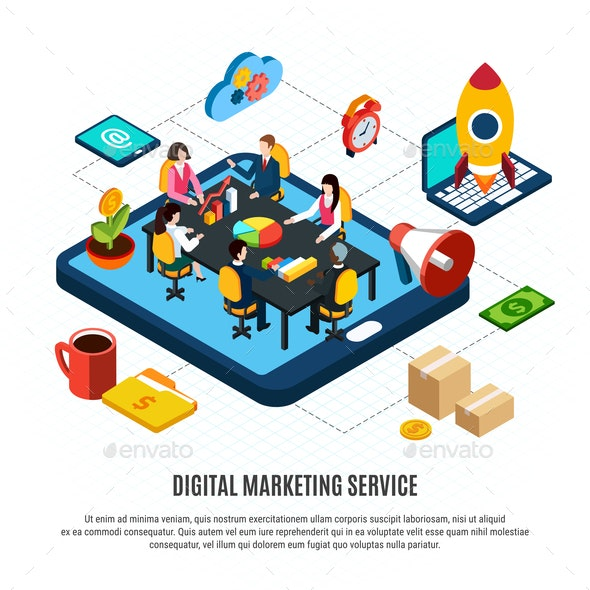 @
$
$
$
$
DIGITAL MARKETING SERVICE
Ut enim ad minima veniam, quis nostrum exercitationem ullam corporis suscipit laboriosam, nisi ut aliquid
ex ea commodi consequatur. Quis autem vel eum iure reprehenderit qui in ea voluptate velit esse molestiae
consequatur, vel illum qui dolorem eum fugiat quo voluptas nulla pariatur.
envato
envato
envato
envato
envato
envato